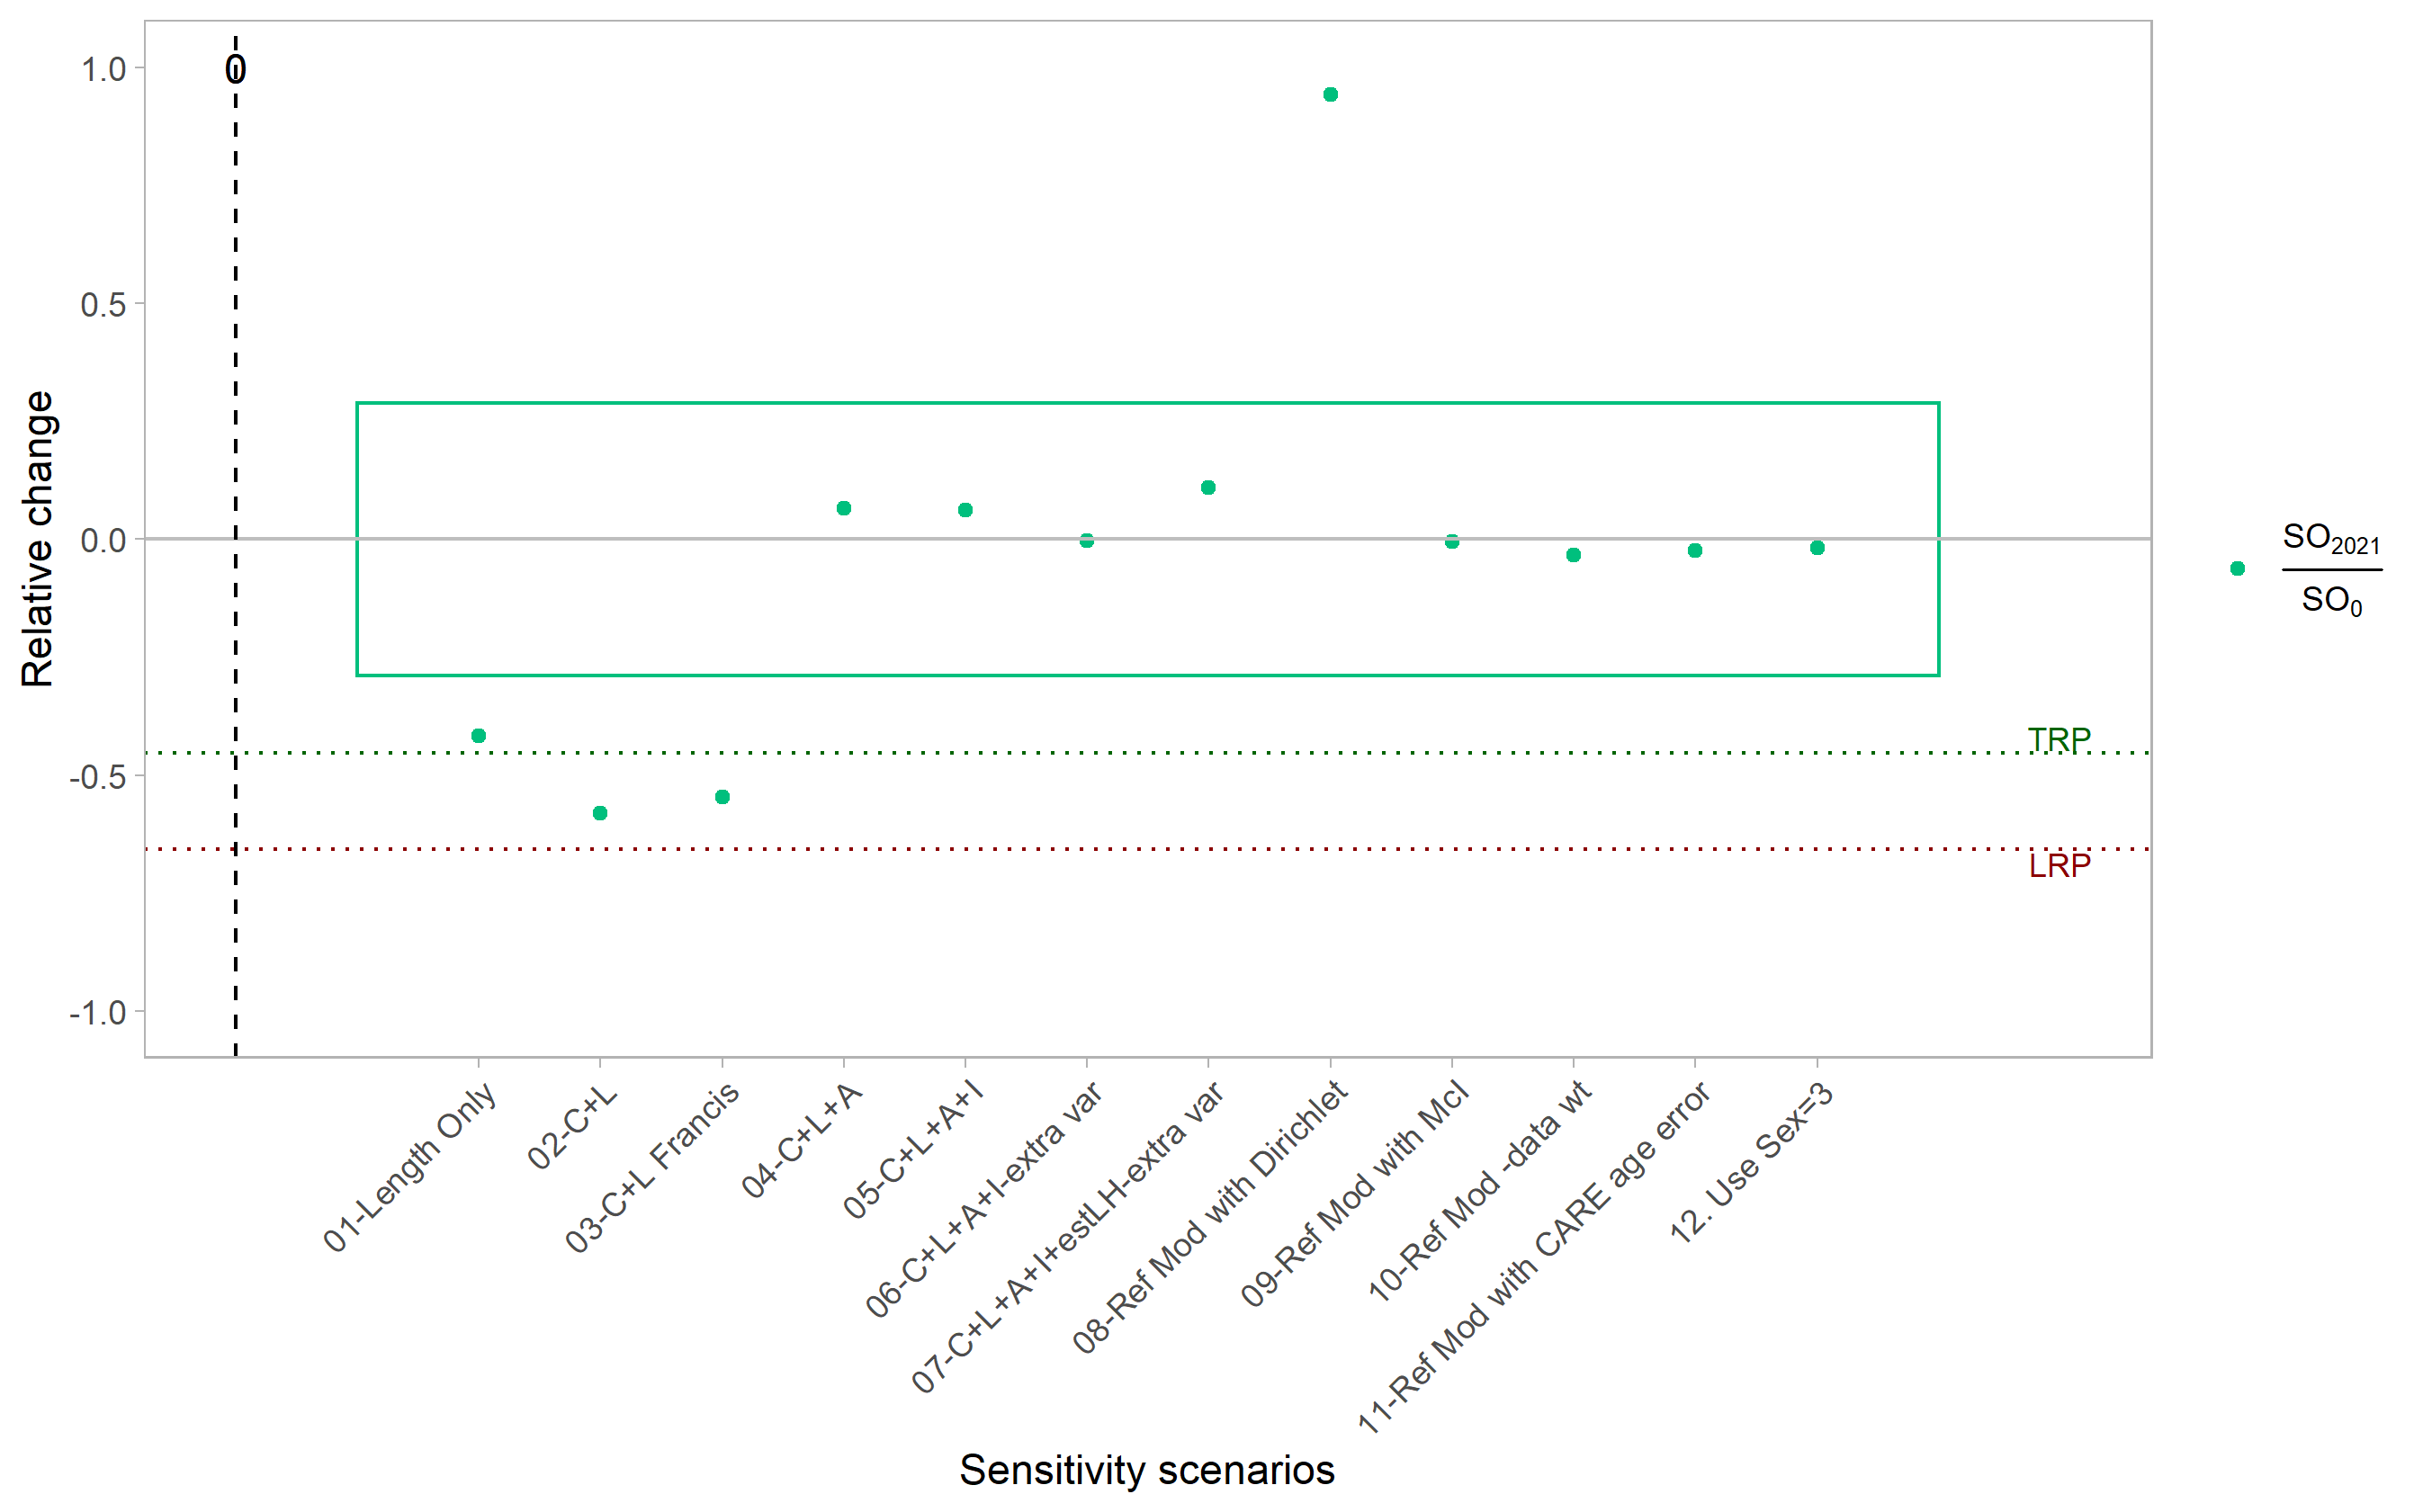 1.0
0.5
0.0
-0.5
-1.0
Relative change
0
TRP
LRP
01-Length Only
02-C+L
03-C+L Francis
04-C+L+A
05-C+L+A+I
06-C+L+A+I-extra var
07-C+L+A+I+estLH-extra var
08-Ref Mod with Dirichlet
09-Ref Mod with McI
10-Ref Mod -data wt
11-Ref Mod with CARE age error
12. Use Sex=3
Sensitivity scenarios
SO2021
SO0